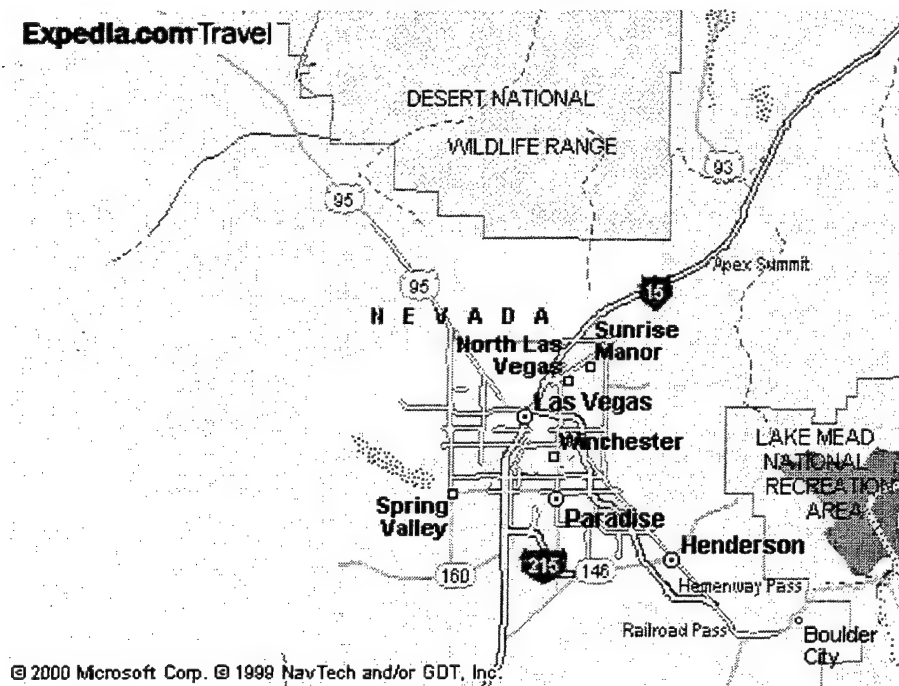 Expedia.com Travel
DESERT NATIONAL
WILDLIFE RANGE
93
95
Apex Summit
95
15
NEVADA
Sunrise
Manor
North Las
Vegas
Las Vegas
Winchester
LAKE MEAD
NATIONAL
RECREATION
AREA
Spring
Valley
Paradise
Henderson
160
215
146
Hemenway Pass
Railroad Pass
Boulder
City
© 2000 Microsoft Corp. © 1999 NavTech and/or GDT, Inc.